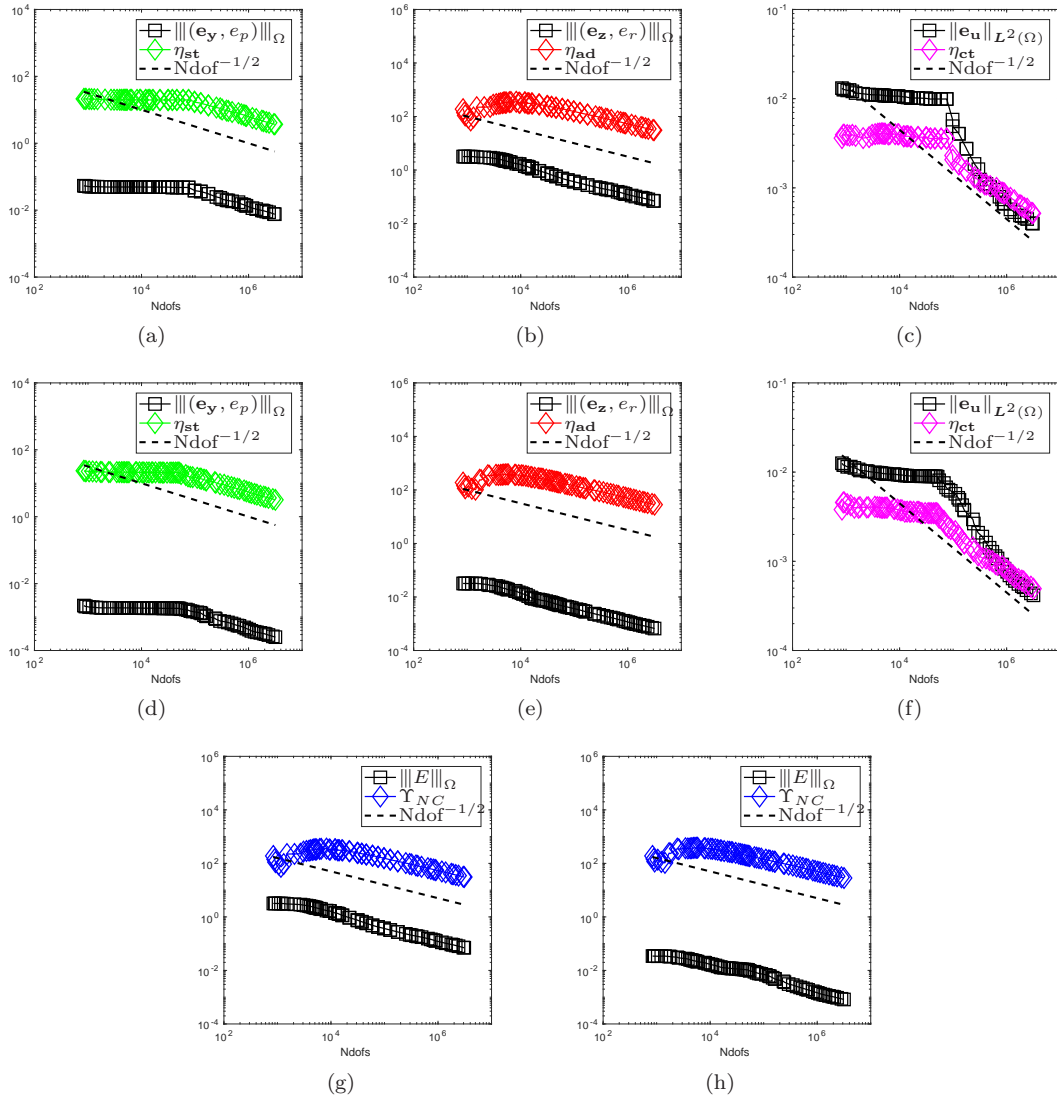 10^4
10^2
10^0
10^{-2}
10^{-4}
10^2
10^4
10^6
Ndofs
|||(e_y, e_p)|||_Ω
η_st
Ndof^{-1/2}
(a)
10^6
10^4
10^2
10^0
10^{-2}
10^{-4}
10^2
10^4
10^6
Ndofs
|||(e_z, e_r)|||_Ω
η_ad
Ndof^{-1/2}
(b)
10^{-1}
10^{-2}
10^{-3}
10^{-4}
10^2
10^4
10^6
Ndofs
||e_u||_{L^2(Ω)}
η_ct
Ndof^{-1/2}
(c)
10^4
10^2
10^0
10^{-2}
10^{-4}
10^2
10^4
10^6
Ndofs
|||(e_y, e_p)|||_Ω
η_st
Ndof^{-1/2}
(d)
10^6
10^4
10^2
10^0
10^{-2}
10^{-4}
10^2
10^4
10^6
Ndofs
|||(e_z, e_r)|||_Ω
η_ad
Ndof^{-1/2}
(e)
10^{-1}
10^{-2}
10^{-3}
10^{-4}
10^2
10^4
10^6
Ndofs
||e_u||_{L^2(Ω)}
η_ct
Ndof^{-1/2}
(f)
10^6
10^4
10^2
10^0
10^{-2}
10^{-4}
10^2
10^4
10^6
Ndofs
|||E|||_Ω
Υ_NC
Ndof^{-1/2}
(g)
10^6
10^4
10^2
10^0
10^{-2}
10^{-4}
10^2
10^4
10^6
Ndofs
|||E|||_Ω
Υ_NC
Ndof^{-1/2}
(h)